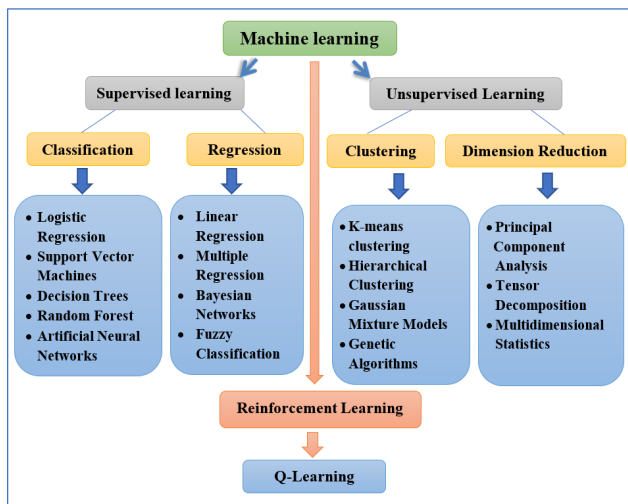 Machine learning
Supervised learning
Unsupervised Learning
Classification
Regression
Clustering
Dimension Reduction
• Logistic
Regression
• Support Vector
Machines
• Decision Trees
• Random Forest
• Artificial Neural
Networks
• Linear
Regression
• Multiple
Regression
• Bayesian
Networks
• Fuzzy
Classification
• K-means
clustering
• Hierarchical
Clustering
• Gaussian
Mixture Models
• Genetic
Algorithms
• Principal
Component
Analysis
• Tensor
Decomposition
• Multidimensional
Statistics
Reinforcement Learning
Q-Learning